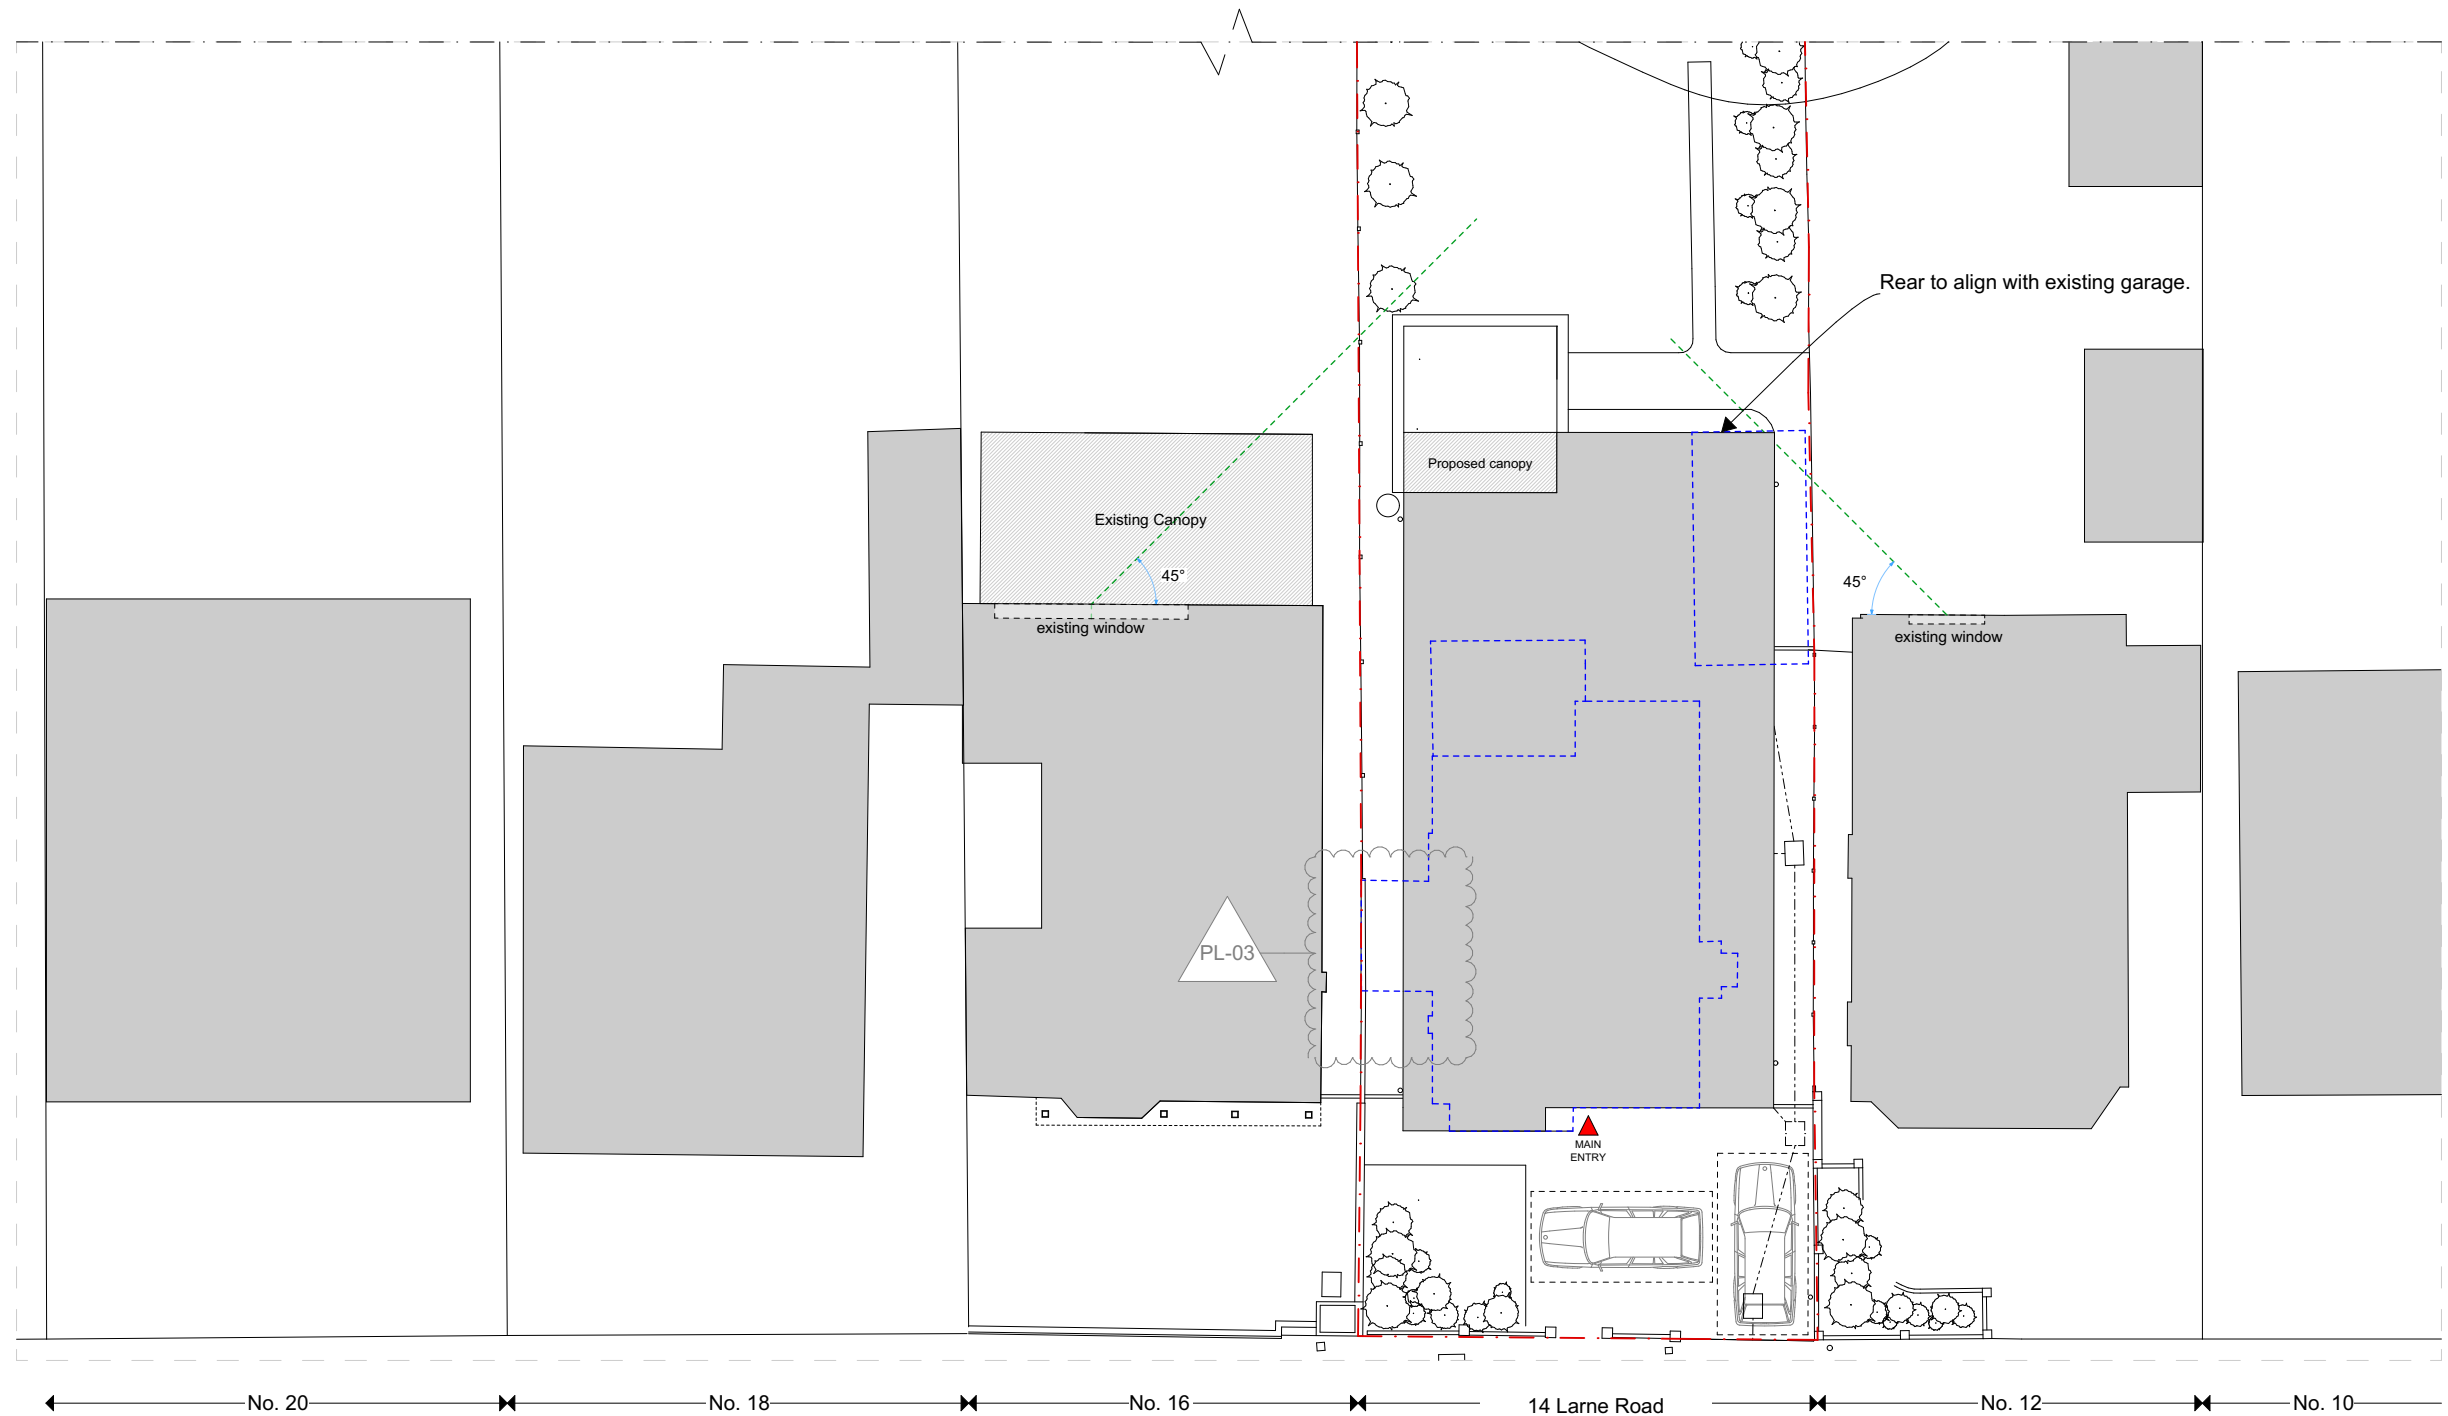 Rear to align with existing garage.
Proposed canopy
Existing Canopy
45°
45°
existing window
existing window
PL-03
MAIN
ENTRY
No. 20
No. 18
No. 16
14 Larne Road
No. 12
No. 10